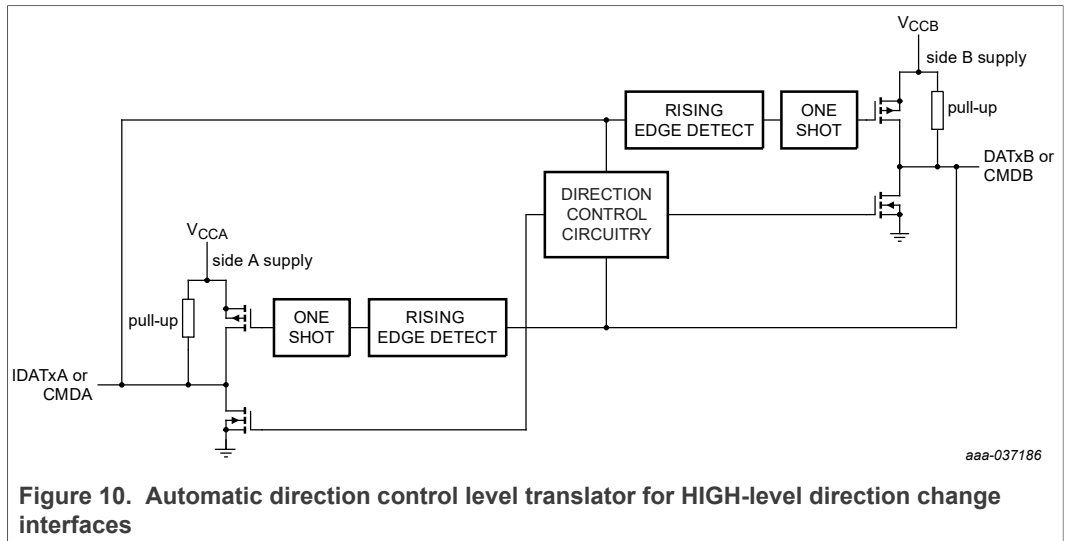 VCCB
side B supply
RISING
EDGE DETECT
ONE
SHOT
pull-up
DATxB or
CMDB
DIRECTION
CONTROL
CIRCUITRY
VCCA
side A supply
pull-up
ONE
SHOT
RISING
EDGE DETECT
IDATxA or
CMDA
aaa-037186
Figure 10. Automatic direction control level translator for HIGH-level direction change
interfaces